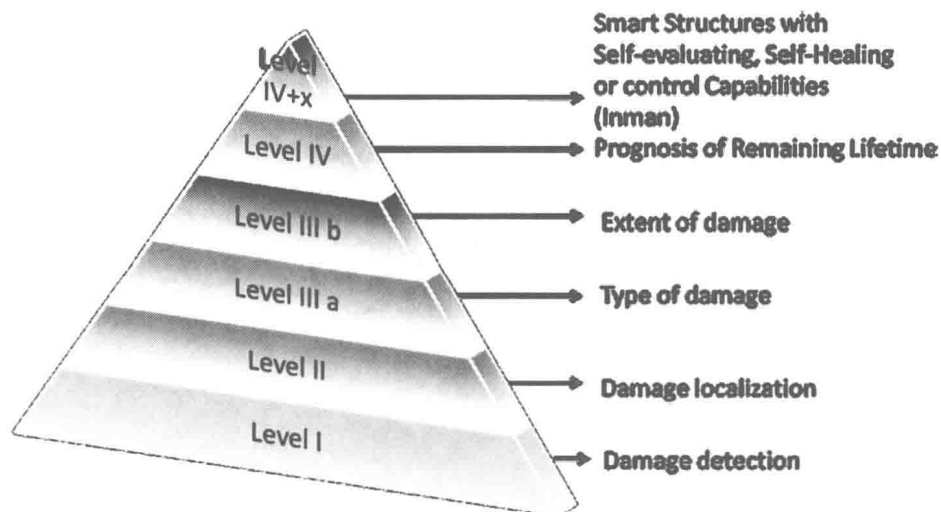 Level
IV+x
Smart Structures with
Self-evaluating, Self-Healing
or control Capabilities
(Inman)
Level IV
Prognosis of Remaining Lifetime
Level III b
Extent of damage
Level III a
Type of damage
Level II
Damage localization
Level I
Damage detection